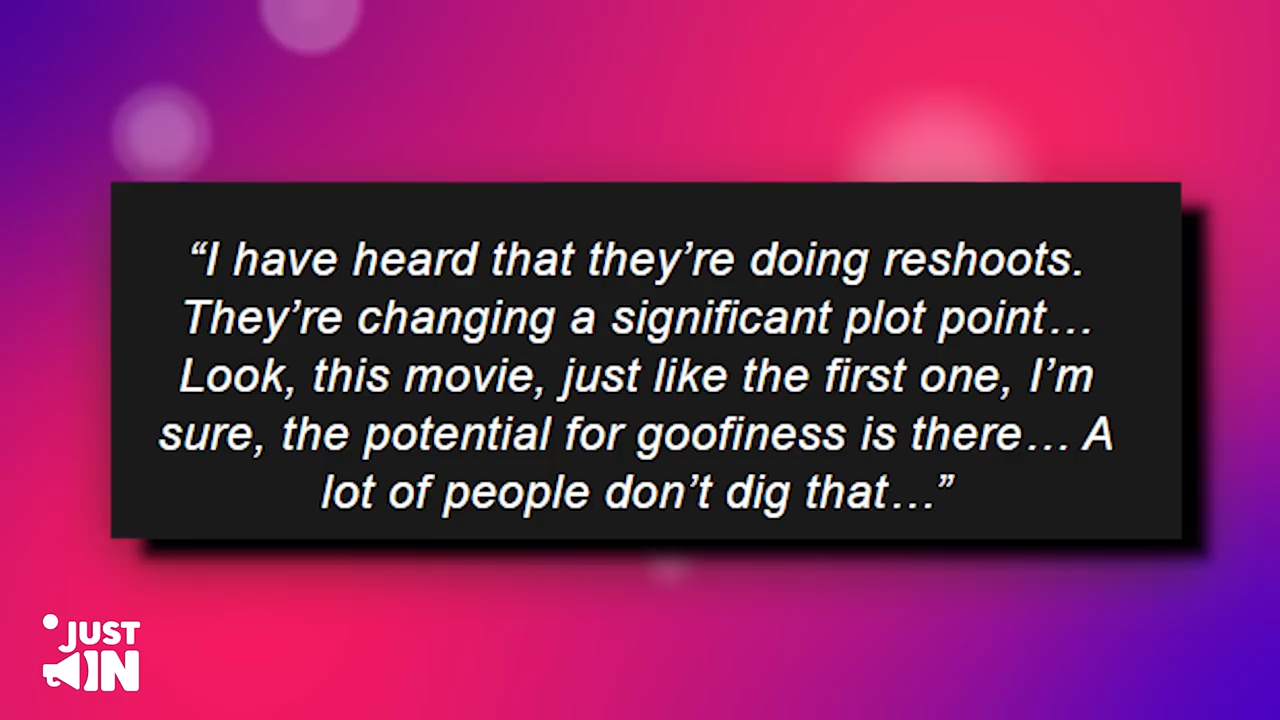 “I have heard that they’re doing reshoots.
They’re changing a significant plot point…
Look, this movie, just like the first one, I’m
sure, the potential for goofiness is there… A
lot of people don’t dig that…”
JUST
IN